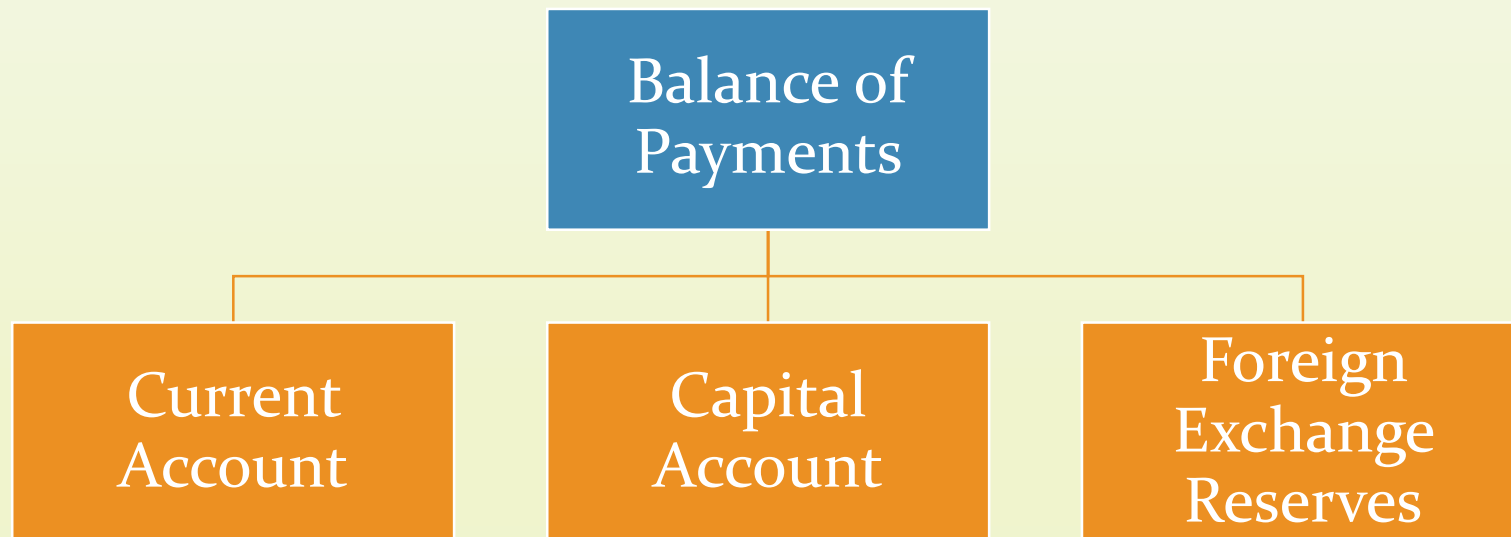 Balance of
Payments
Current
Account
Capital
Account
Foreign
Exchange
Reserves